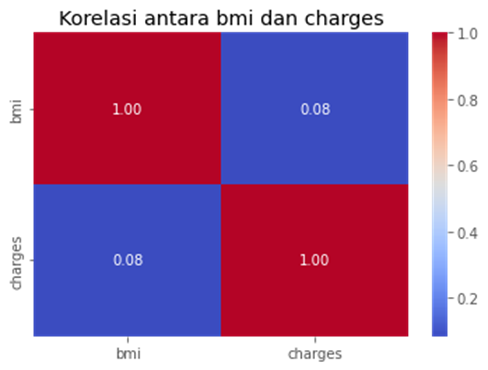 Korelasi antara bmi dan charges
bmi
1.00
0.08
charges
0.08
1.00
bmi
charges
1.0
0.8
0.6
0.4
0.2